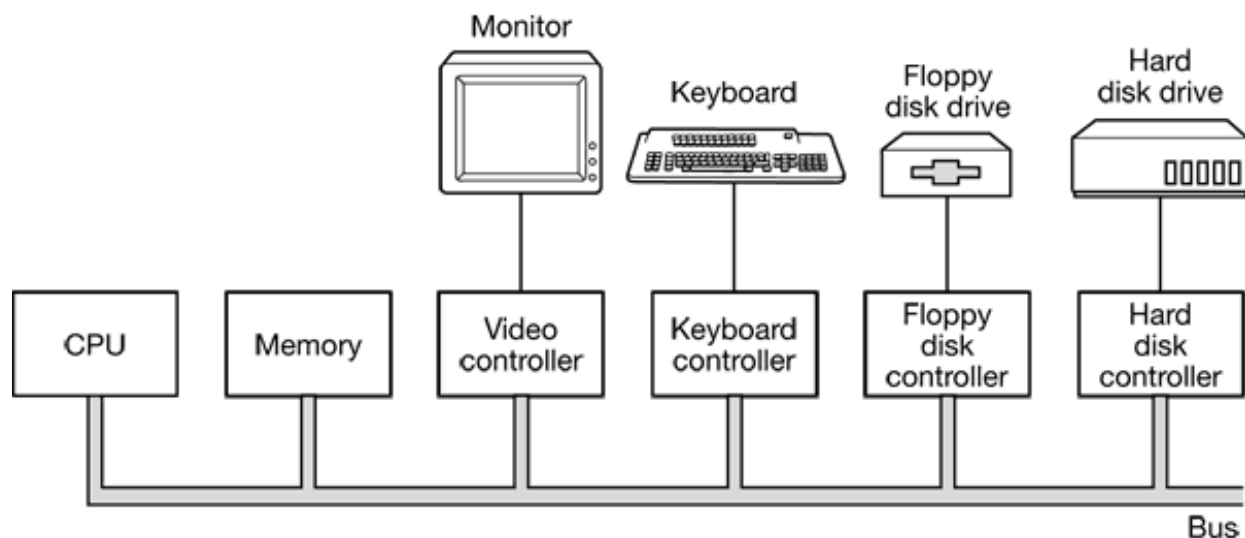 Monitor
Keyboard
Floppy
disk drive
Hard
disk drive
CPU
Memory
Video
controller
Keyboard
controller
Floppy
disk
controller
Hard
disk
controller
Bus